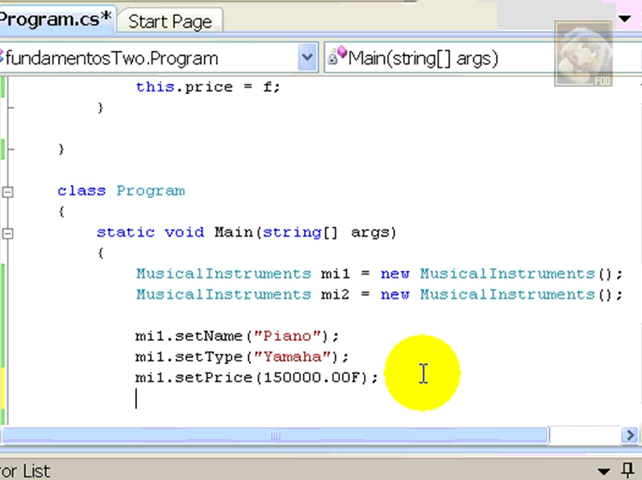 Program.cs* Start Page
fundamentosTwo.Program Main(string[] args)
this.price = f;
}
}
class Program
{
static void Main(string[] args)
{
MusicalInstruments mi1 = new MusicalInstruments();
MusicalInstruments mi2 = new MusicalInstruments();
mi1.setName("Piano");
mi1.setType("Yamaha");
mi1.setPrice(150000.00F);
ror List